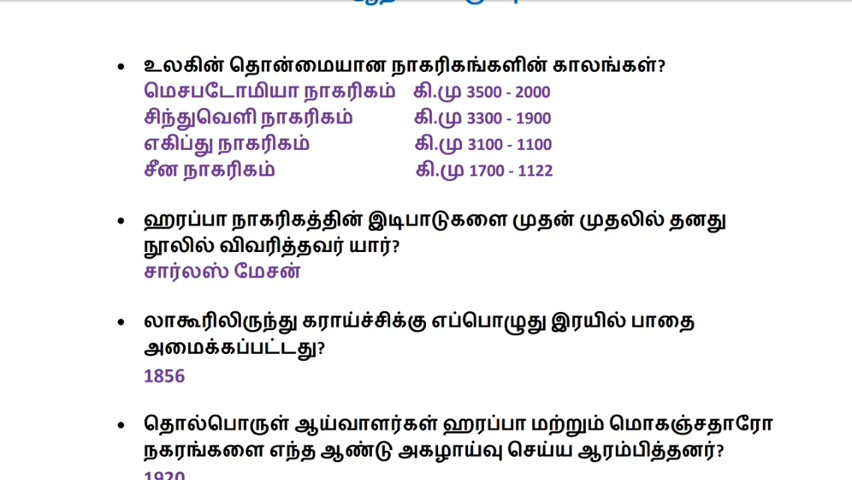 உலகின் தொன்மையான நாகரிகங்களின் காலங்கள்?
மெசபடோமியா நாகரிகம் கி.மு 3500 - 2000
சிந்துவெளி நாகரிகம் கி.மு 3300 - 1900
எகிப்து நாகரிகம் கி.மு 3100 - 1100
சீன நாகரிகம் கி.மு 1700 - 1122
ஹரப்பா நாகரிகத்தின் இடிபாடுகளை முதன் முதலில் தனது
நூலில் விவரித்தவர் யார்?
சார்லஸ் மேசன்
லாகூரிலிருந்து கராய்ச்சிக்கு எப்பொழுது இரயில் பாதை
அமைக்கப்பட்டது?
1856
தொல்பொருள் ஆய்வாளர்கள் ஹரப்பா மற்றும் மொகஞ்சதாரோ
நகரங்களை எந்த ஆண்டு அகழாய்வு செய்ய ஆரம்பித்தனர்?
1920